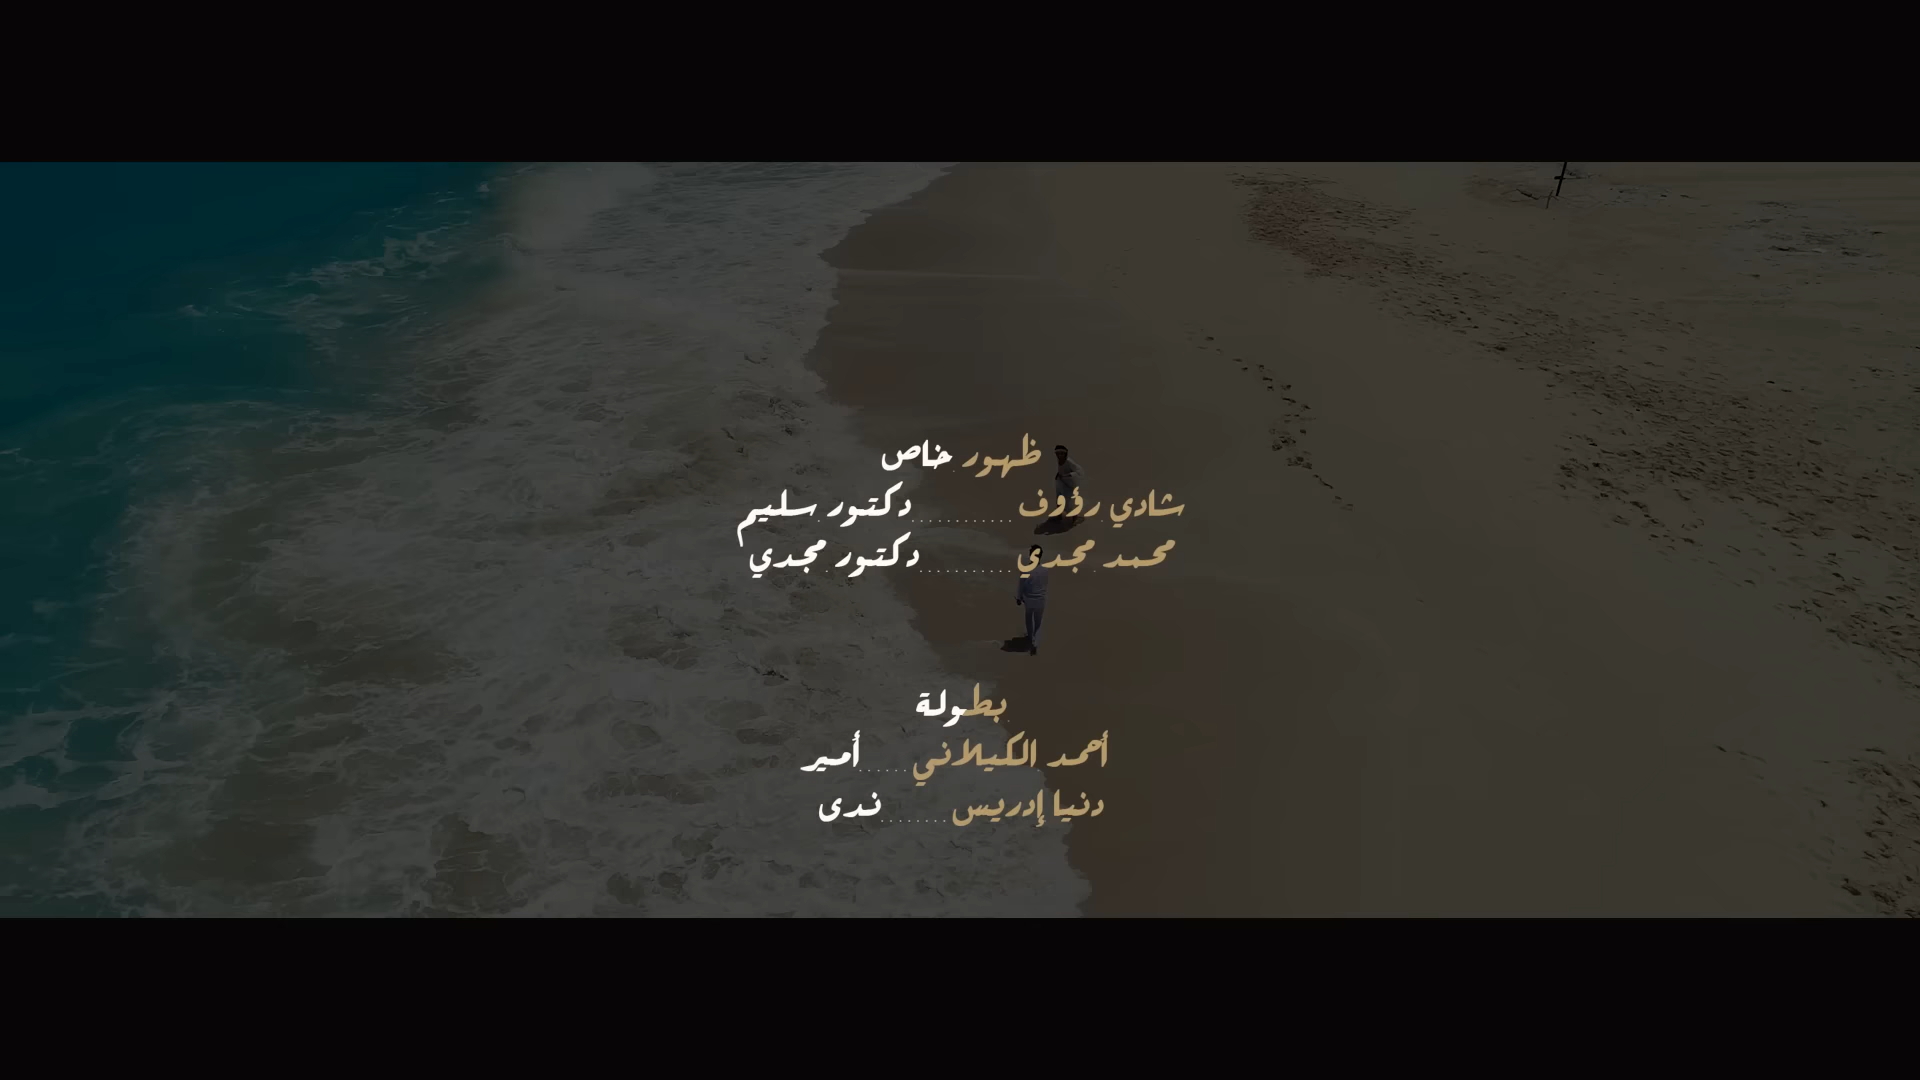 ظهور خاص
شادي رؤوف............دكتور سليم
محمد مجدي...........دكتور مجدي
بطولة
أحمد الكيلاني......أمير
دنيا إدريس........ندى